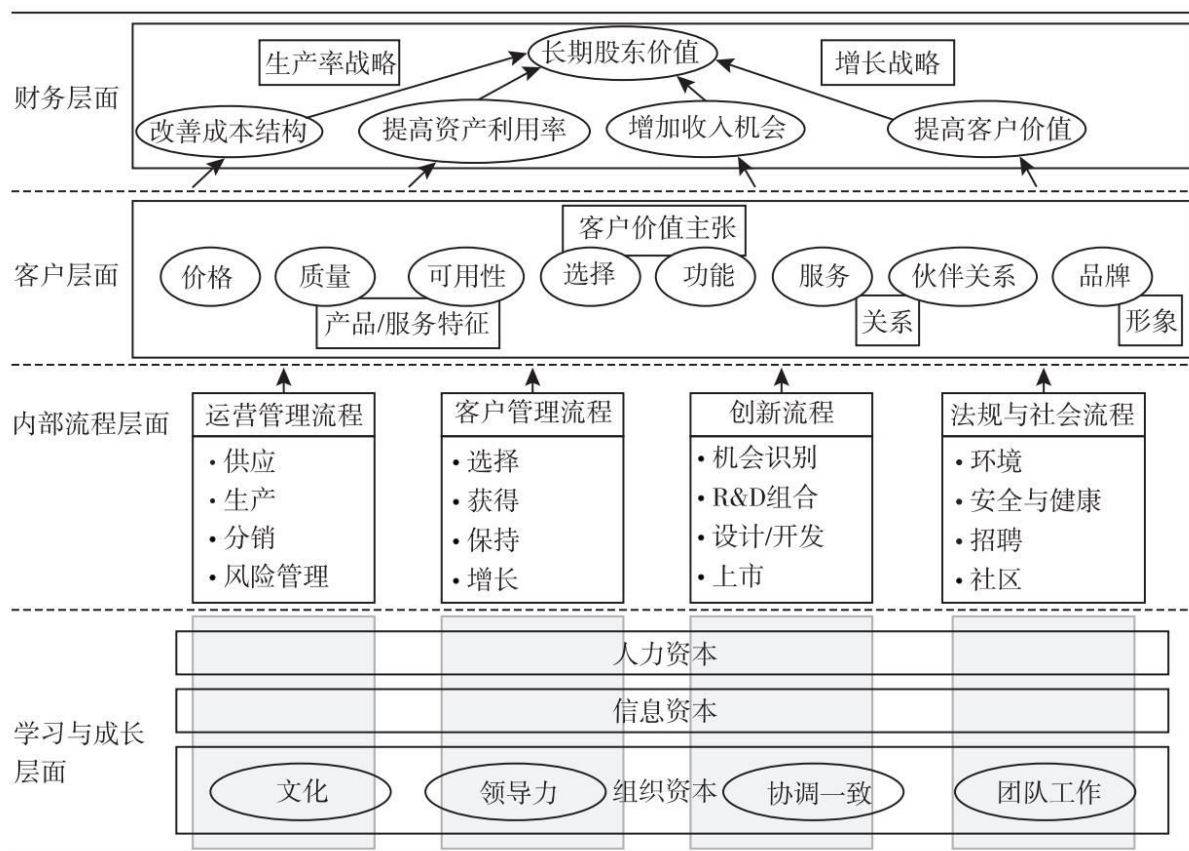 长期股东价值
生产率战略
增长战略
财务层面
改善成本结构
提高资产利用率
增加收入机会
提高客户价值
客户价值主张
客户层面
价格
质量
可用性
选择
功能
服务
伙伴关系
品牌
产品/服务特征
关系
形象
内部流程层面
运营管理流程
• 供应
• 生产
• 分销
• 风险管理
客户管理流程
• 选择
• 获得
• 保持
• 增长
创新流程
• 机会识别
• R&D组合
• 设计/开发
• 上市
法规与社会流程
• 环境
• 安全与健康
• 招聘
• 社区
学习与成长
层面
人力资本
信息资本
文化
领导力
组织资本
协调一致
团队工作